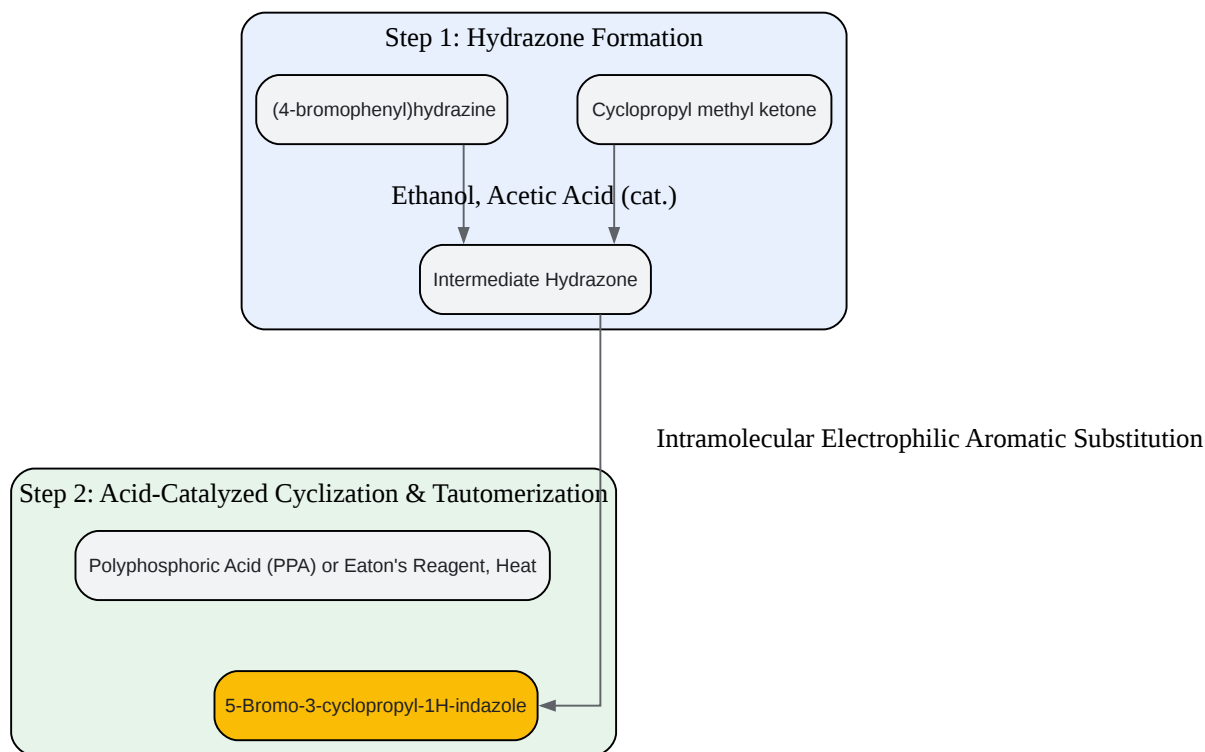 Step 1: Hydrazone Formation
(4-bromophenyl)hydrazine
Cyclopropyl methyl ketone
Ethanol, Acetic Acid (cat.)
Intermediate Hydrazone
Intramolecular Electrophilic Aromatic Substitution
Step 2: Acid-Catalyzed Cyclization & Tautomerization
Polyphosphoric Acid (PPA) or Eaton's Reagent, Heat
5-Bromo-3-cyclopropyl-1H-indazole